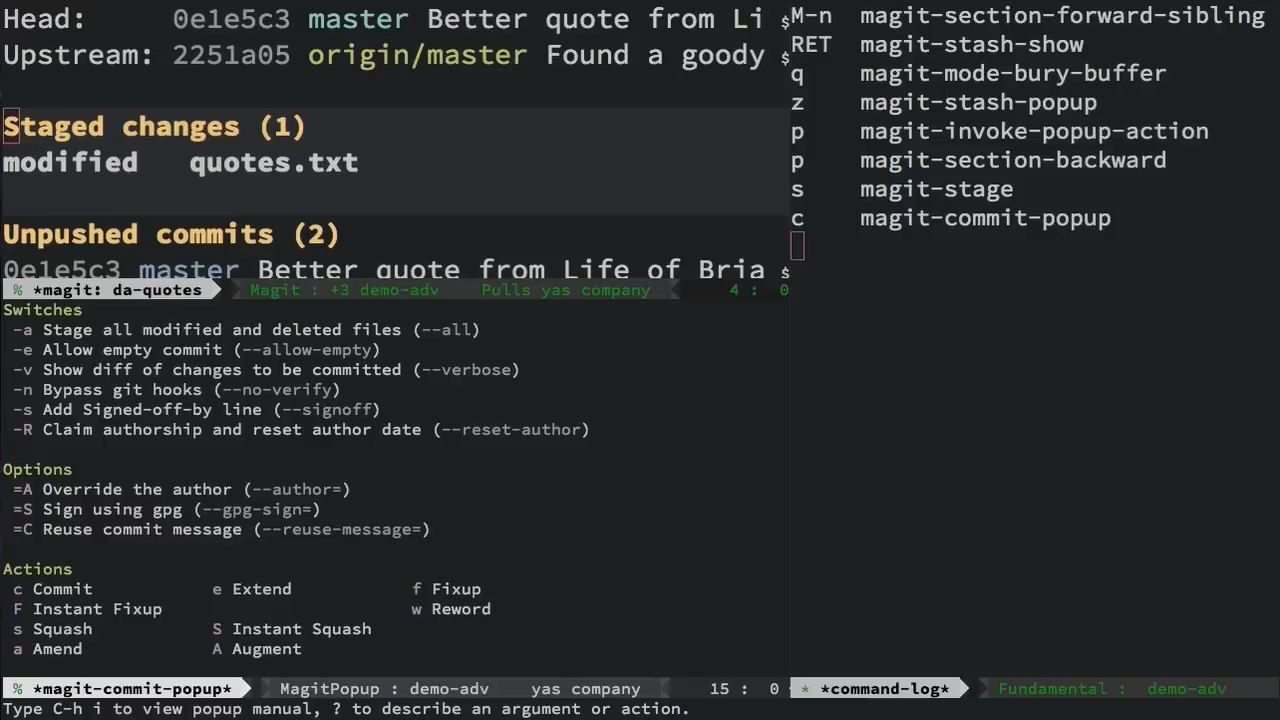 Head:     0e1e5c3 master Better quote from Li $
Upstream: 2251a05 origin/master Found a goody $
Staged changes (1)
modified   quotes.txt
Unpushed commits (2)
0e1e5c3 master Better quote from Life of Bria $
% *magit: da-quotes   Magit : +3 demo-adv   Pulls yas company   4 :  0
Switches
-a Stage all modified and deleted files (--all)
-e Allow empty commit (--allow-empty)
-v Show diff of changes to be committed (--verbose)
-n Bypass git hooks (--no-verify)
-s Add Signed-off-by line (--signoff)
-R Claim authorship and reset author date (--reset-author)
Options
=A Override the author (--author=)
=S Sign using gpg (--gpg-sign=)
=C Reuse commit message (--reuse-message=)
Actions
c Commit   e Extend   f Fixup
F Instant Fixup   w Reword
s Squash   S Instant Squash
a Amend   A Augment
% *magit-commit-popup*   MagitPopup : demo-adv   yas company   15 :  0
Type C-h i to view popup manual, ? to describe an argument or action.
M-n   magit-section-forward-sibling
RET   magit-stash-show
q   magit-mode-bury-buffer
z   magit-stash-popup
p   magit-invoke-popup-action
p   magit-section-backward
s   magit-stage
c   magit-commit-popup
* *command-log*   Fundamental :  demo-adv